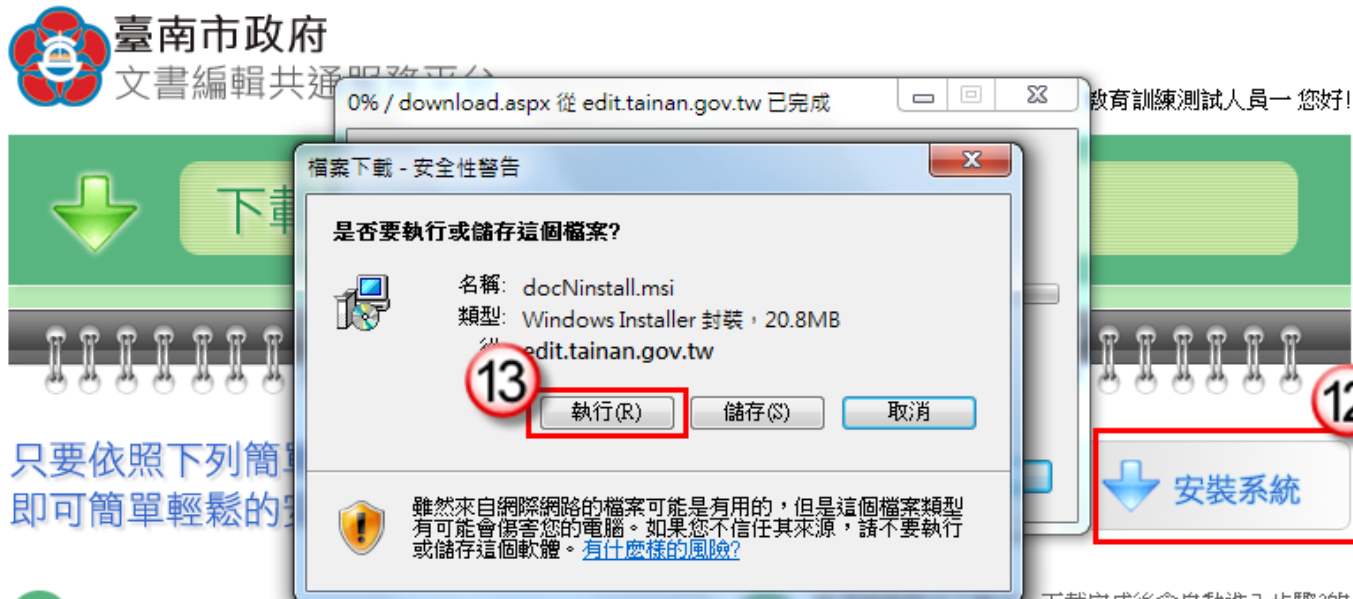 臺南市政府
文書編輯共通服務平台
0% / download.aspx 從 edit.tainan.gov.tw 已完成
教育訓練測試人員一 您好!
檔案下載 - 安全性警告
下載
是否要執行或儲存這個檔案?
名稱: docNinstall.msi
類型: Windows Installer 封裝，20.8MB
從: edit.tainan.gov.tw
13
執行(R)
儲存(S)
取消
12
只要依照下列簡單
即可簡單輕鬆的安
安裝系統
雖然來自網際網路的檔案可能是有用的，但是這個檔案類型
有可能會傷害您的電腦。如果您不信任其來源，請不要執行
或儲存這個軟體。有什麼樣的風險?